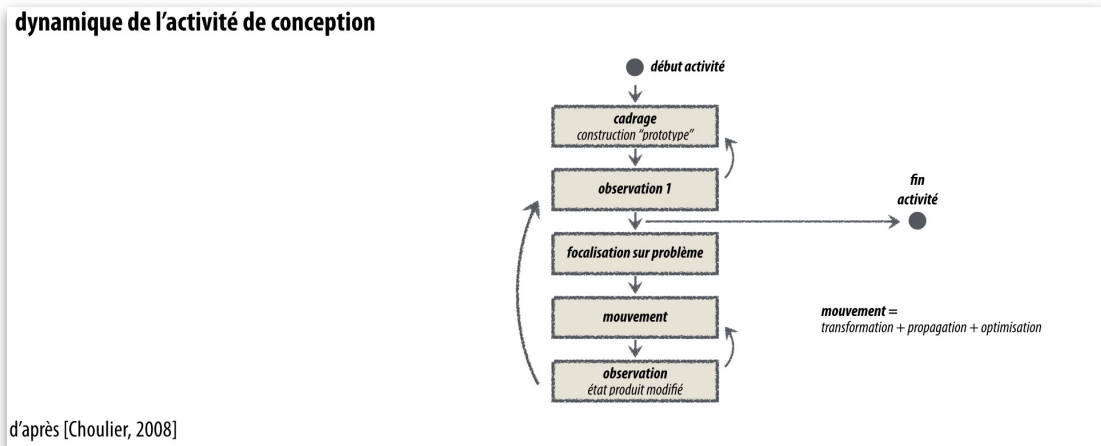 dynamique de l'activité de conception
début activité
cadrage
construction "prototype"
observation 1
fin
activité
focalisation sur problème
mouvement
mouvement =
transformation + propagation + optimisation
observation
état produit modifié
d'après [Choulier, 2008]